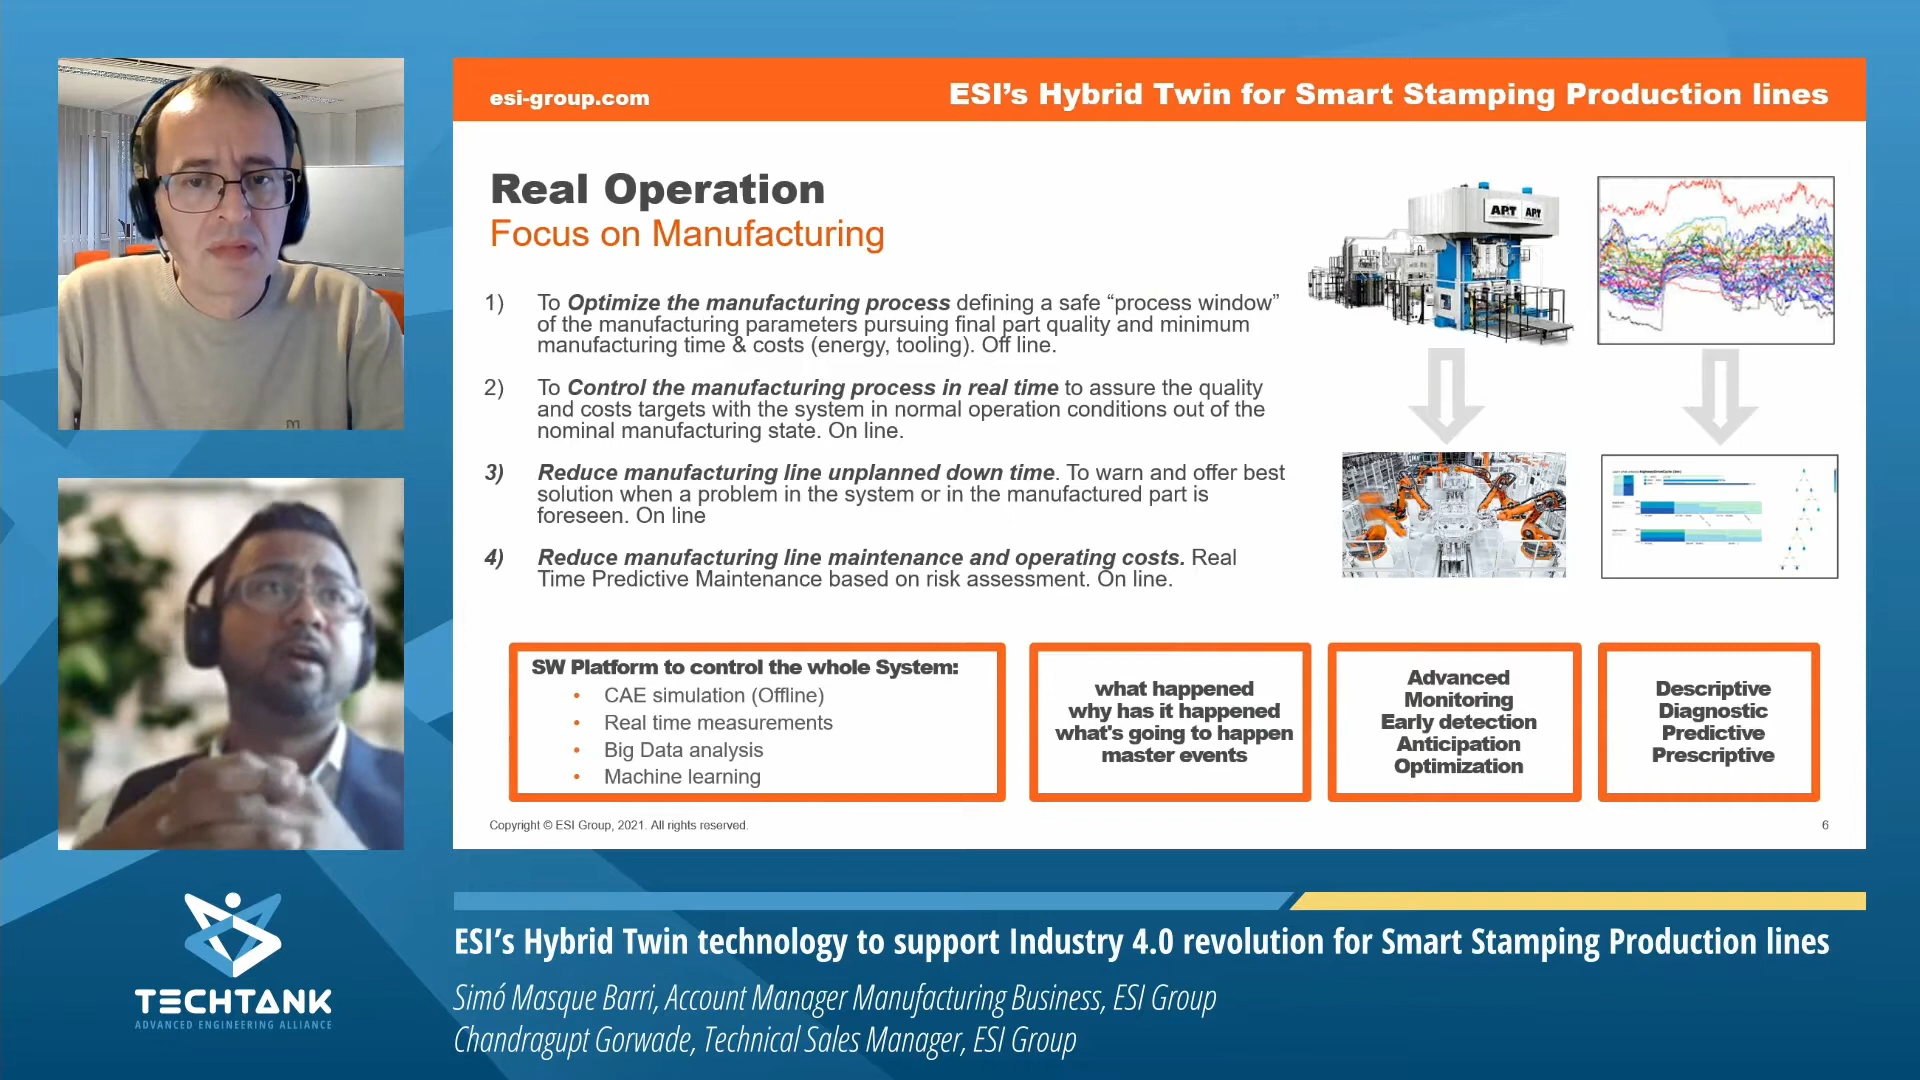 esi-group.com
ESI's Hybrid Twin for Smart Stamping Production lines
Real Operation
Focus on Manufacturing
1) To Optimize the manufacturing process defining a safe “process window”
of the manufacturing parameters pursuing final part quality and minimum
manufacturing time & costs (energy, tooling). Off line.
2) To Control the manufacturing process in real time to assure the quality
and costs targets with the system in normal operation conditions out of the
nominal manufacturing state. On line.
3) Reduce manufacturing line unplanned down time. To warn and offer best
solution when a problem in the system or in the manufactured part is
foreseen. On line
4) Reduce manufacturing line maintenance and operating costs. Real
Time Predictive Maintenance based on risk assessment. On line.
APT APT
SW Platform to control the whole System:
• CAE simulation (Offline)
• Real time measurements
• Big Data analysis
• Machine learning
what happened
why has it happened
what's going to happen
master events
Advanced
Monitoring
Early detection
Anticipation
Optimization
Descriptive
Diagnostic
Predictive
Prescriptive
Copyright © ESI Group, 2021. All rights reserved.
6
TECHTANK
ADVANCED ENGINEERING ALLIANCE
ESI's Hybrid Twin technology to support Industry 4.0 revolution for Smart Stamping Production lines
Simó Masque Barri, Account Manager Manufacturing Business, ESI Group
Chandragupt Gorwade, Technical Sales Manager, ESI Group